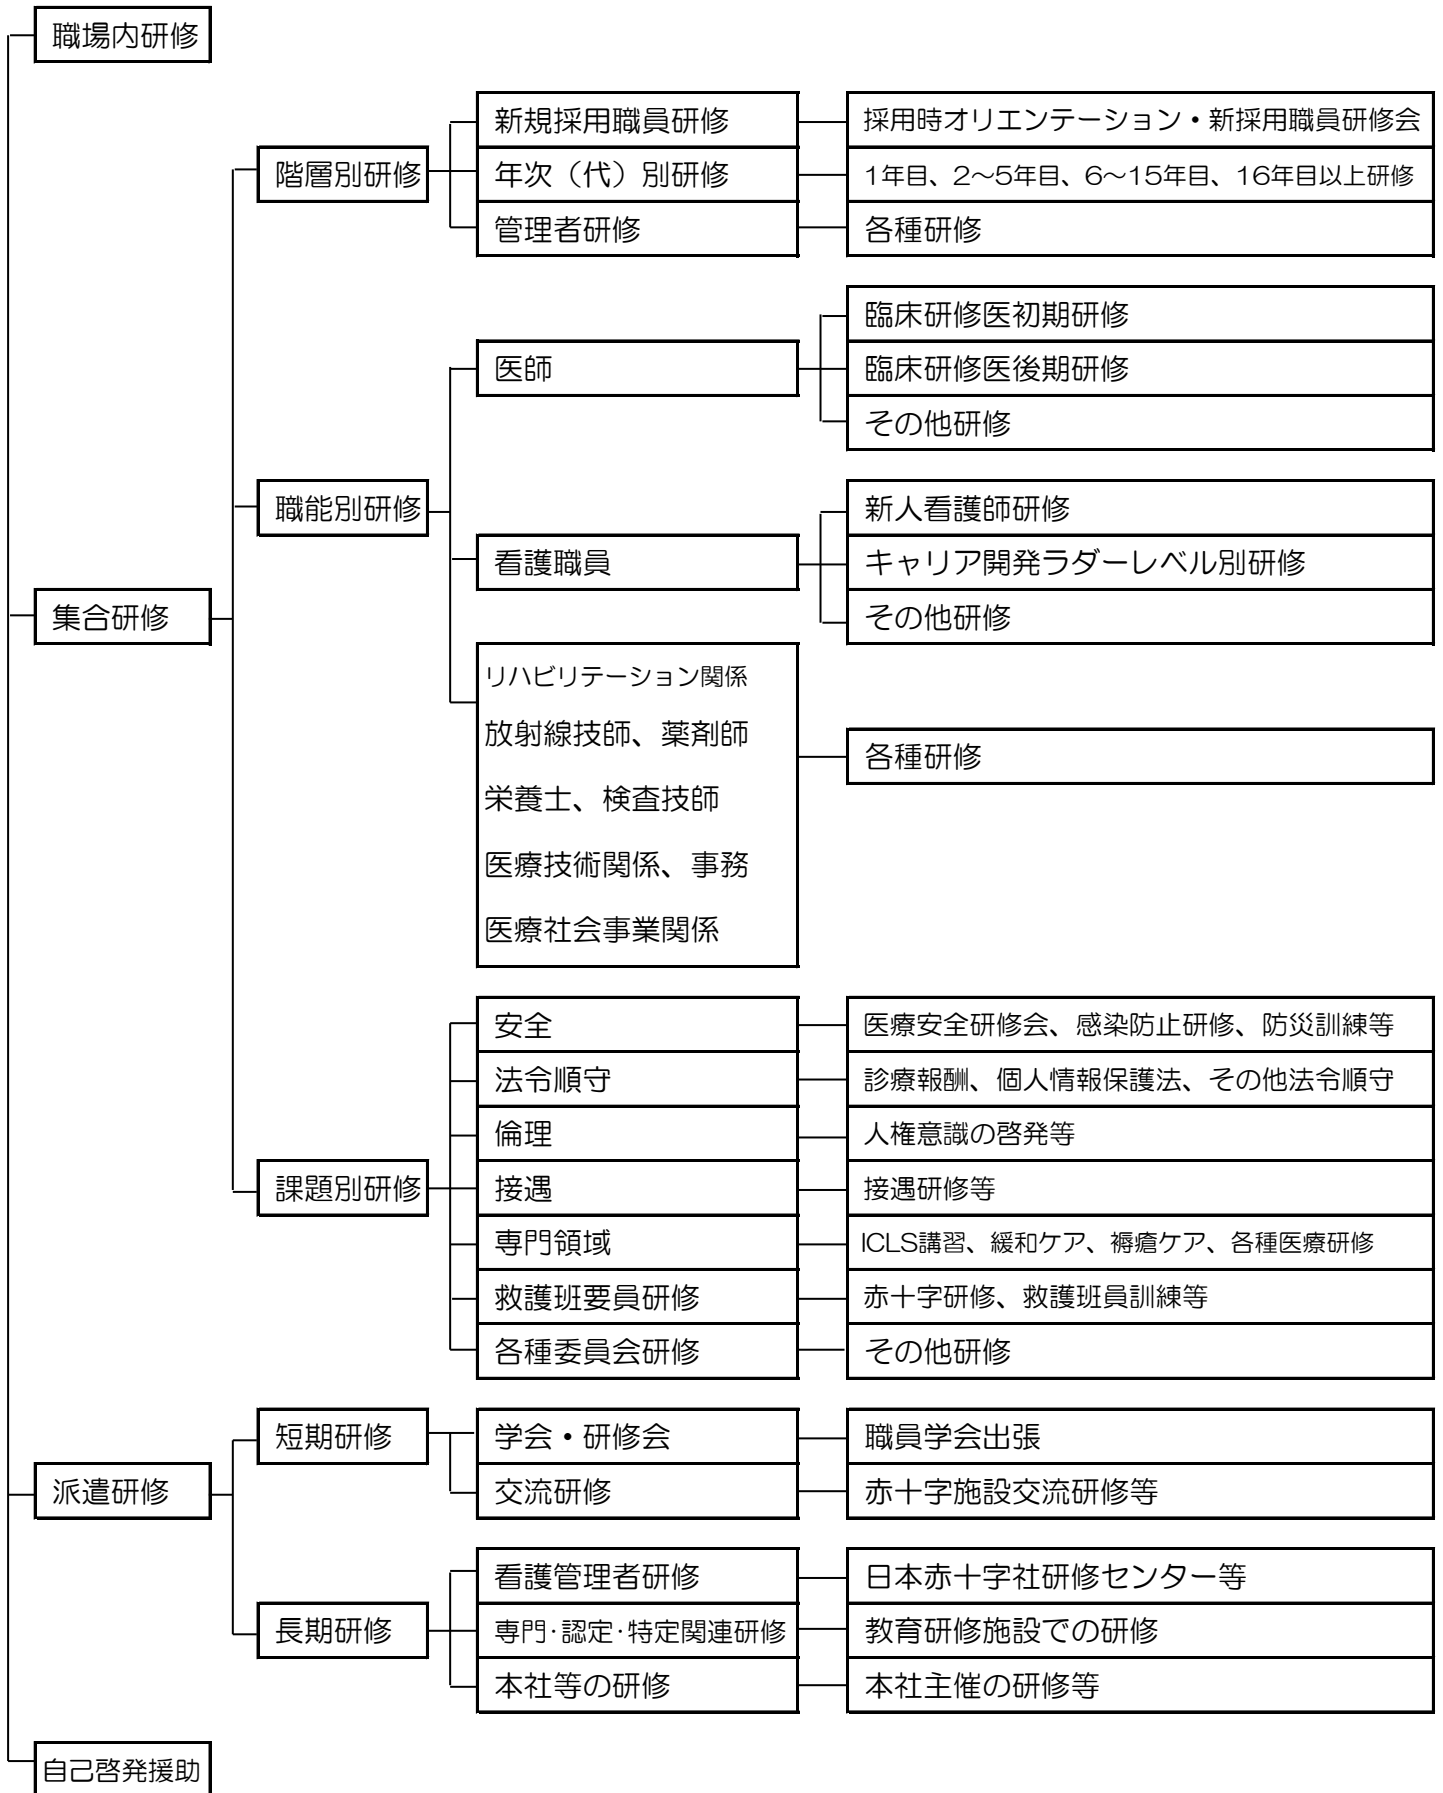 職場内研修
新規採用職員研修
採用時オリエンテーション・新採用職員研修会
階層別研修
年次（代）別研修
1年目、2～5年目、6～15年目、16年目以上研修
管理者研修
各種研修
臨床研修医初期研修
医師
臨床研修医後期研修
その他研修
職能別研修
新人看護師研修
看護職員
キャリア開発ラダーレベル別研修
集合研修
その他研修
リハビリテーション関係
放射線技師、薬剤師
各種研修
栄養士、検査技師
医療技術関係、事務
医療社会事業関係
安全
医療安全研修会、感染防止研修、防災訓練等
法令順守
診療報酬、個人情報保護法、その他法令順守
倫理
人権意識の啓発等
課題別研修
接遇
接遇研修等
専門領域
ICLS講習、緩和ケア、褥瘡ケア、各種医療研修
救護班要員研修
赤十字研修、救護班員訓練等
各種委員会研修
その他研修
短期研修
学会・研修会
職員学会出張
派遣研修
交流研修
赤十字施設交流研修等
看護管理者研修
日本赤十字社研修センター等
長期研修
専門・認定・特定関連研修
教育研修施設での研修
本社等の研修
本社主催の研修等
自己啓発援助